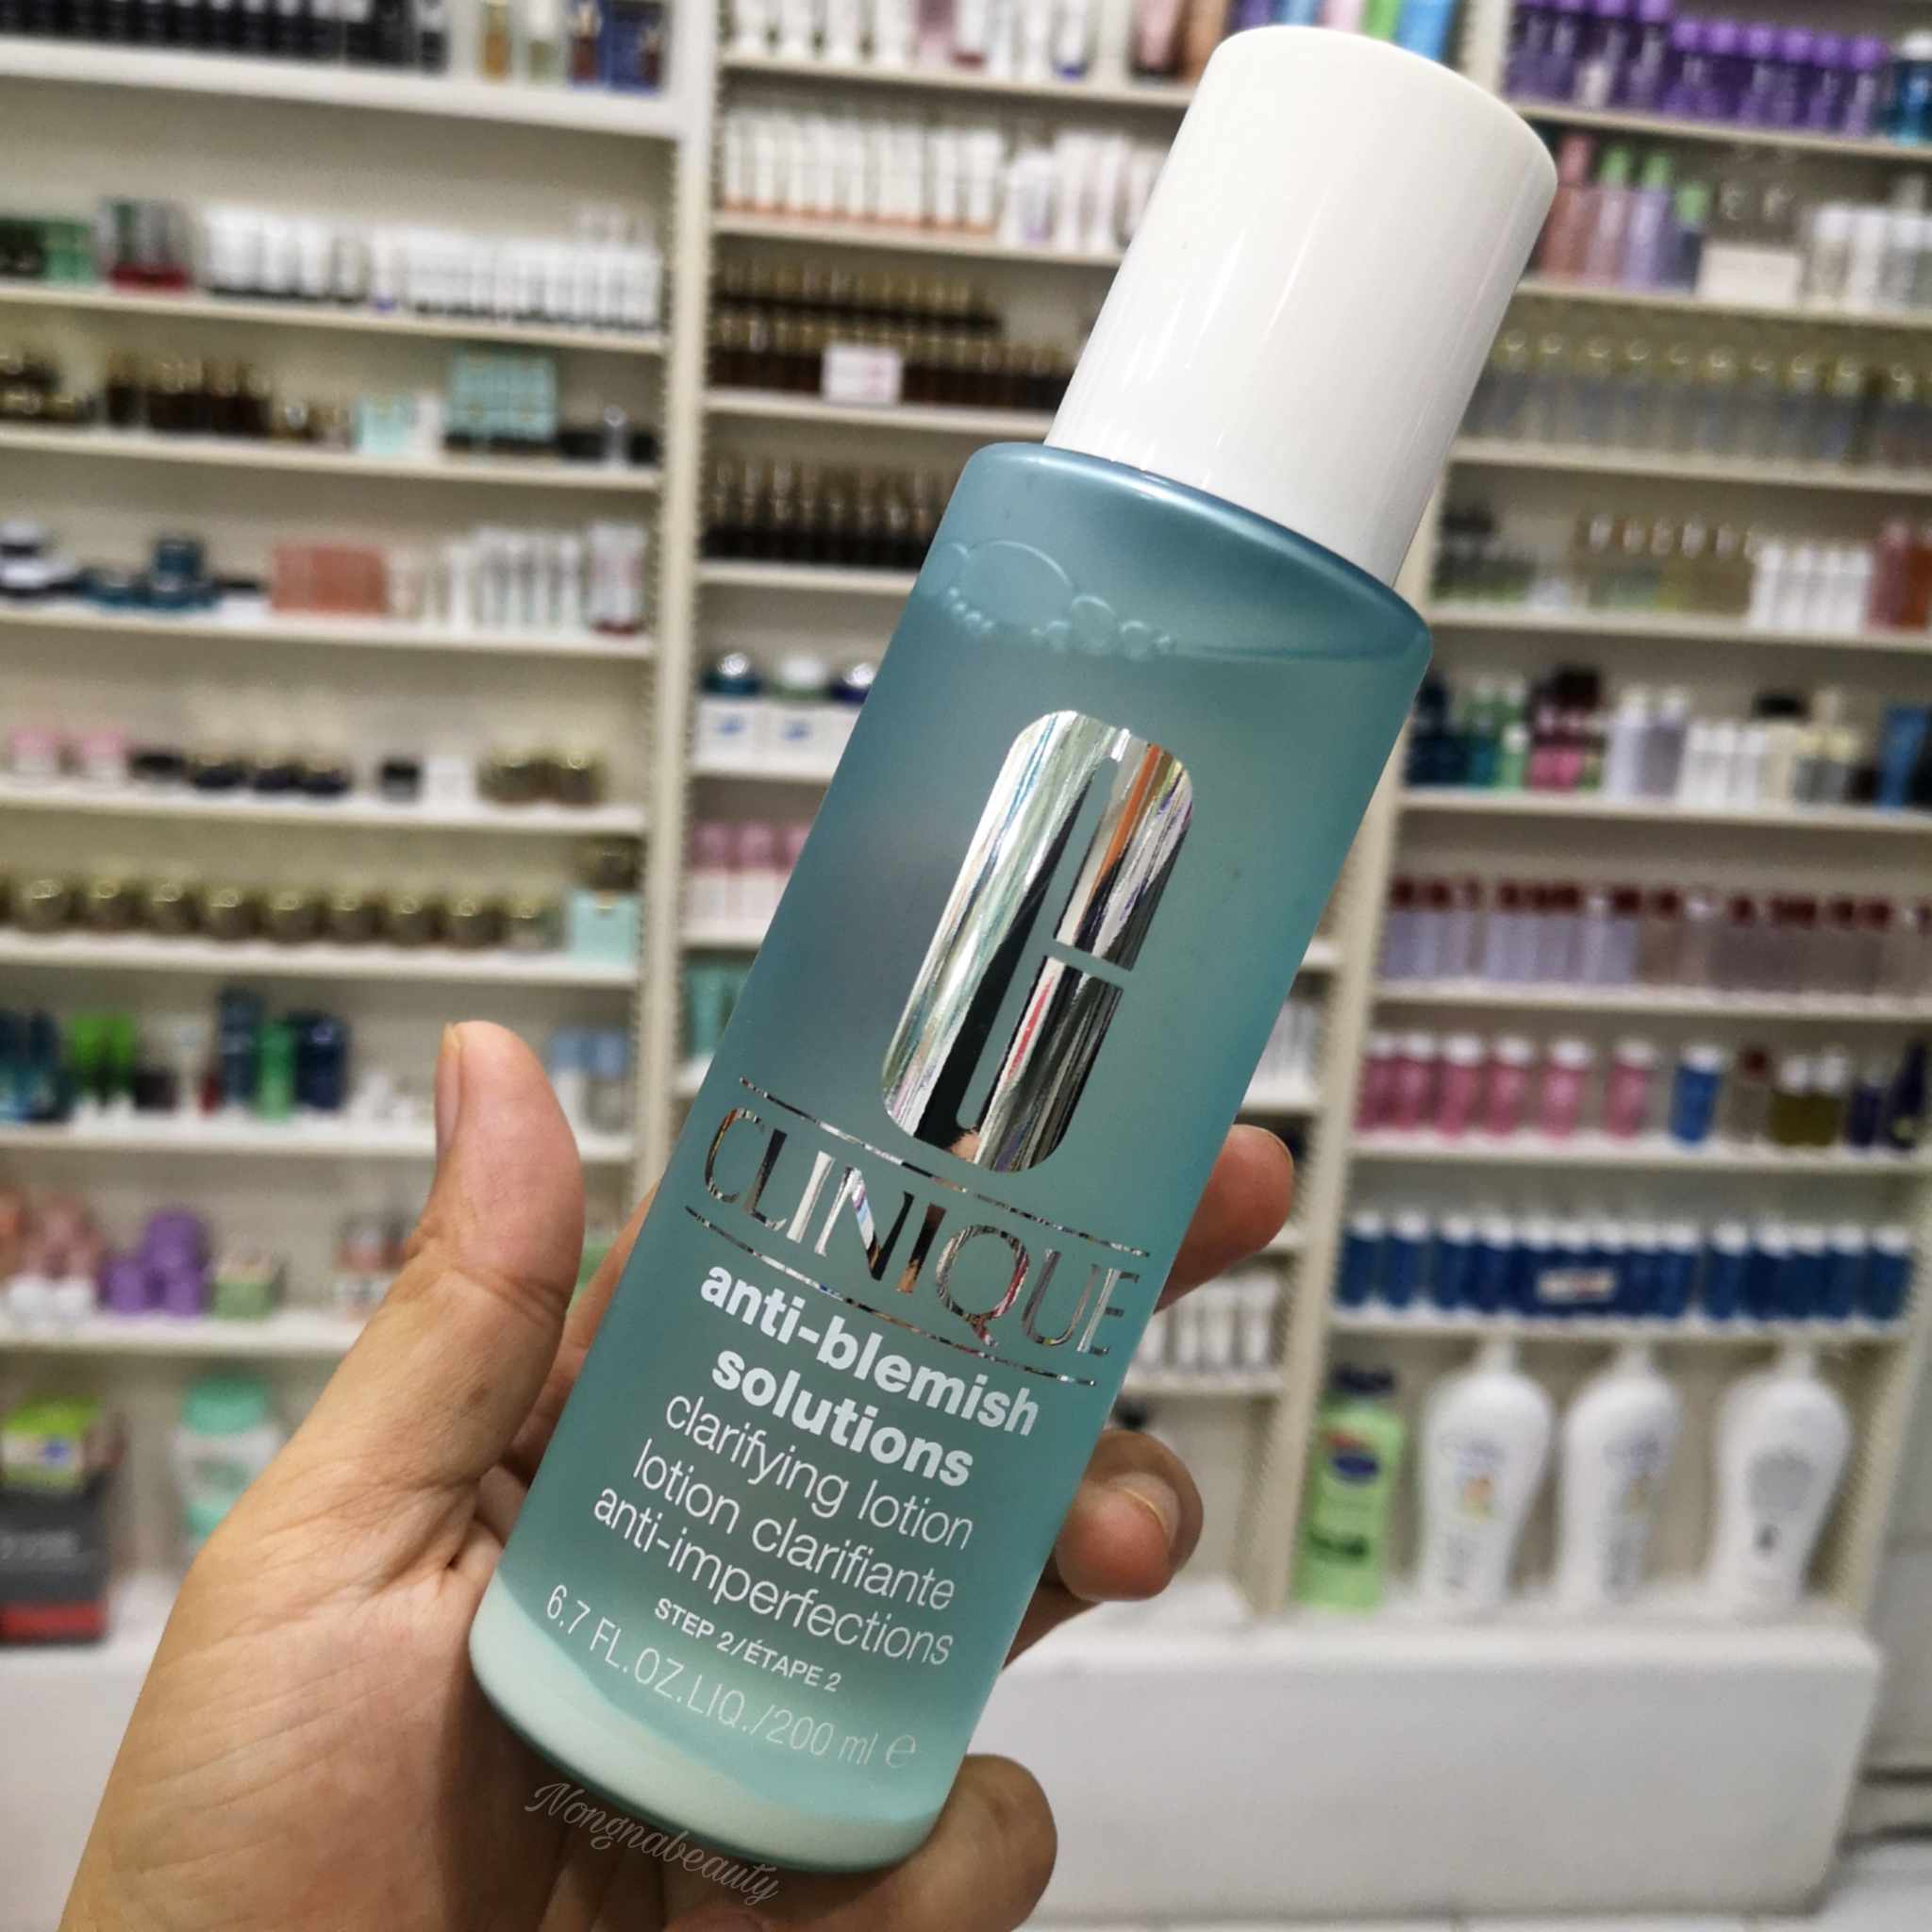 C
CLINIQUE
anti-blemish
solutions
clarifying lotion
lotion clarifiante
anti-imperfections
STEP 2/ÉTAPE 2
6.7 FL.OZ.LIQ./200 ml ℮
Nongnabeauty